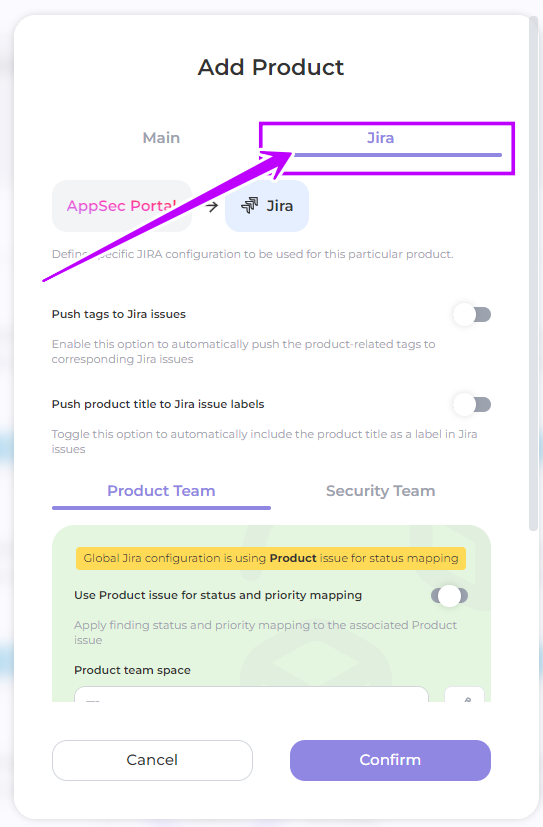 Add Product
Main
Jira
AppSec Portal
Jira
Define specific JIRA configuration to be used for this particular product.
Push tags to Jira issues
Enable this option to automatically push the product-related tags to
corresponding Jira issues
Push product title to Jira issue labels
Toggle this option to automatically include the product title as a label in Jira
issues
Product Team
Security Team
Global Jira configuration is using Product issue for status mapping
Use Product issue for status and priority mapping
Apply finding status and priority mapping to the associated Product
issue
Product team space
Cancel
Confirm